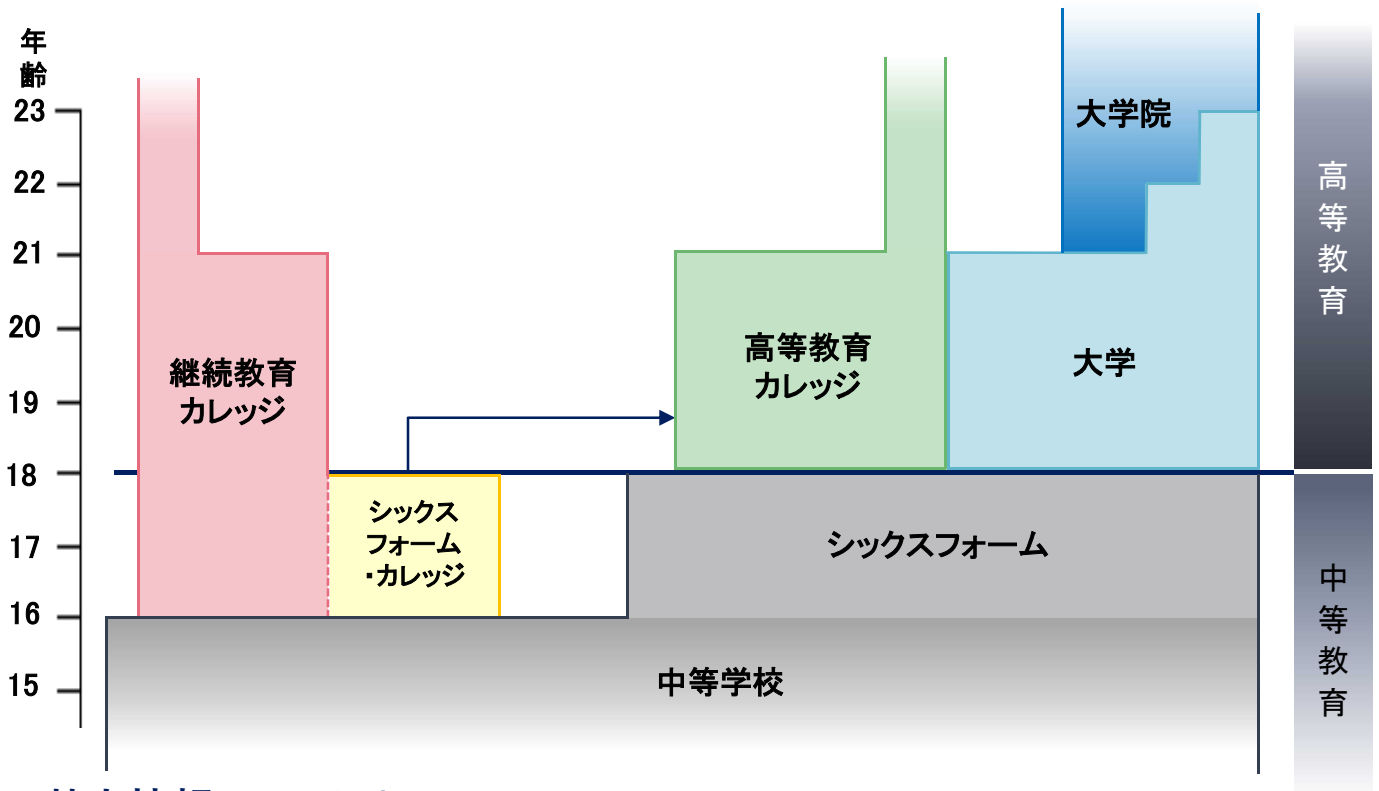 年
齢
23
22
21
20
19
18
17
16
15
大学院
継続教育
カレッジ
高等教育
カレッジ
大学
シックス
フォーム
・カレッジ
シックスフォーム
中等学校
高
等
教
育
中
等
教
育